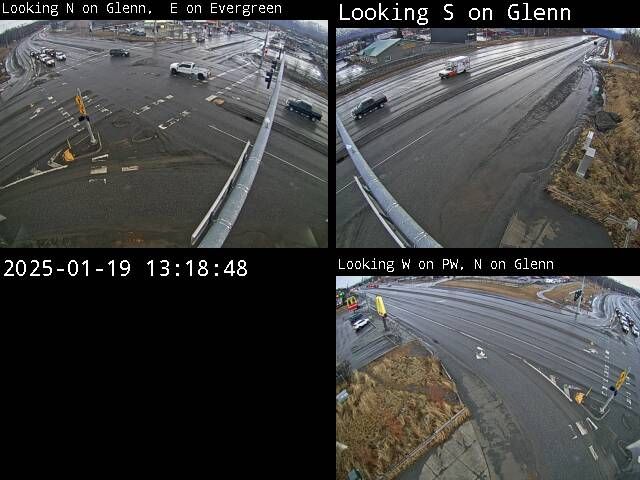 Looking N on Glenn,  E on Evergreen
Looking S on Glenn
2025-01-19 13:18:48
Looking W on PW, N on Glenn